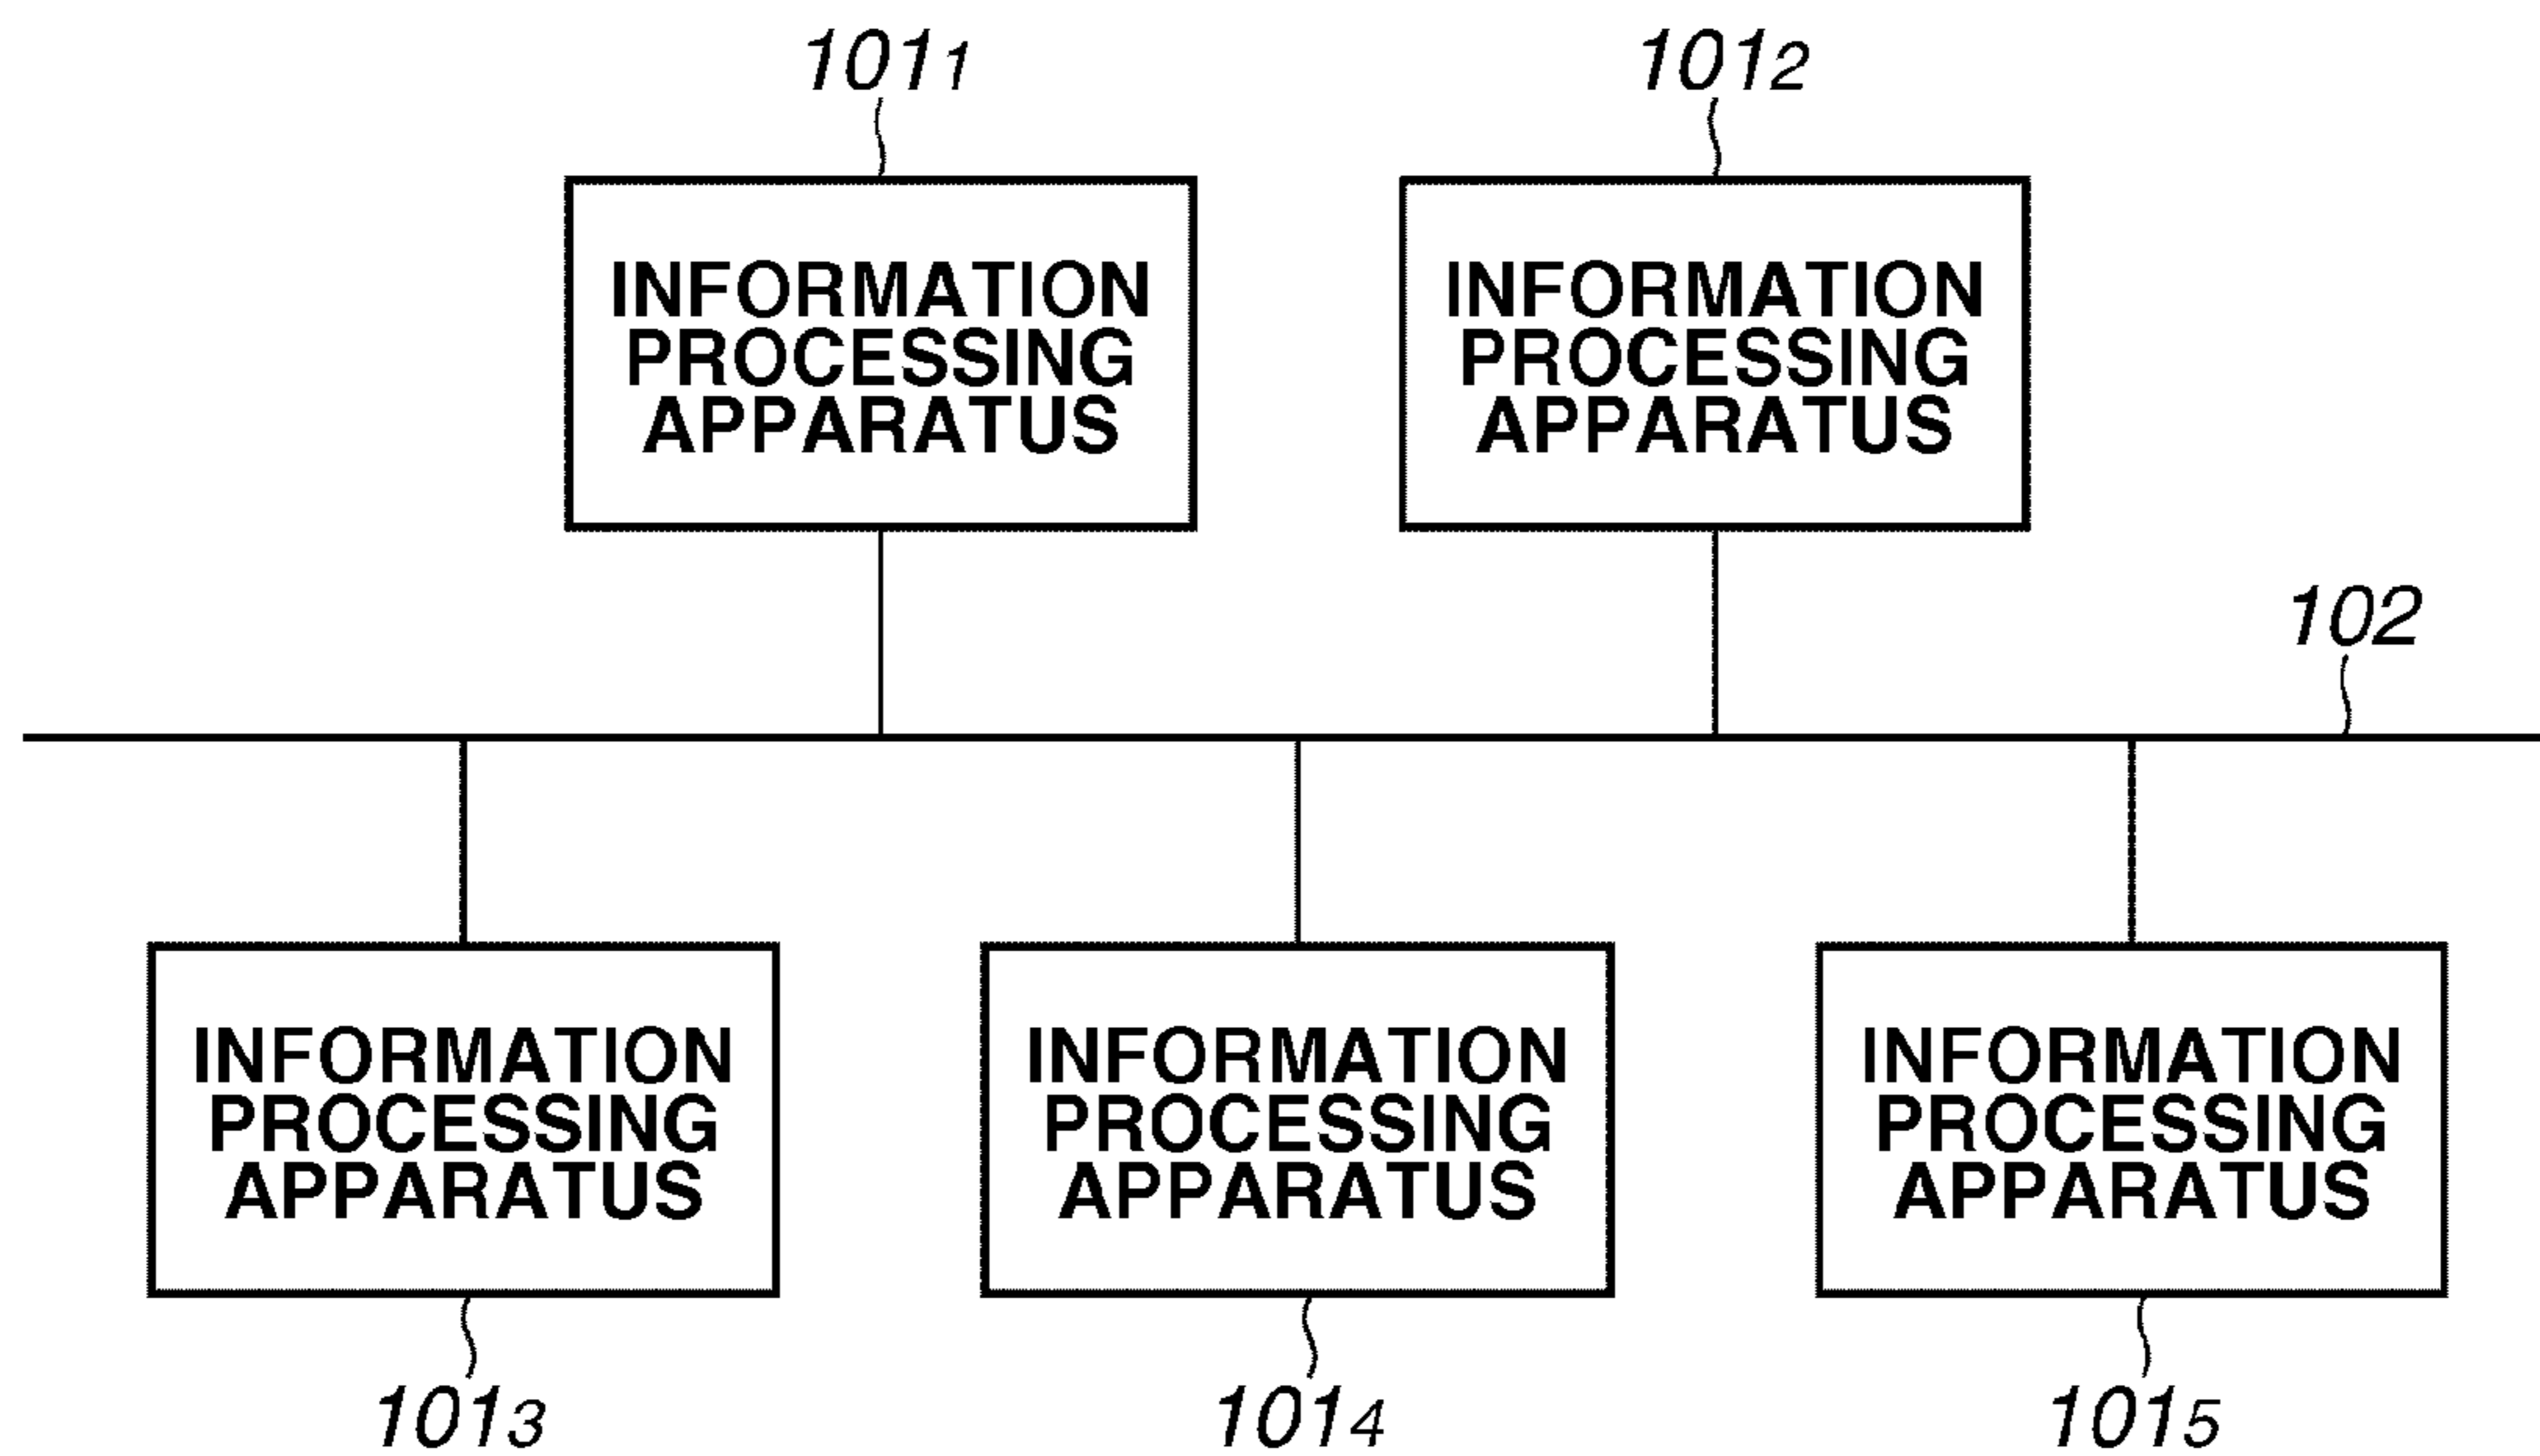 101₁
101₂
INFORMATION
PROCESSING
APPARATUS
INFORMATION
PROCESSING
APPARATUS
102
INFORMATION
PROCESSING
APPARATUS
INFORMATION
PROCESSING
APPARATUS
INFORMATION
PROCESSING
APPARATUS
101₃
101₄
101₅